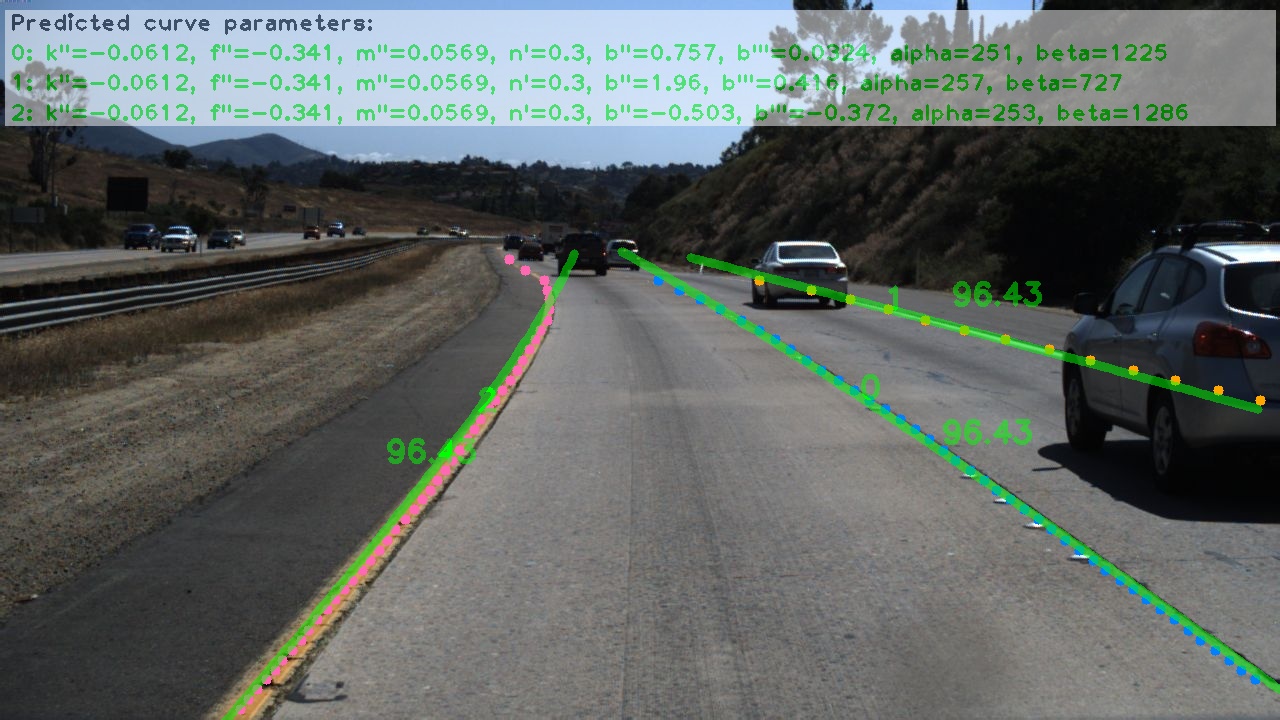 Predicted curve parameters:
0: k''=-0.0612, f''=-0.341, m''=0.0569, n'=0.3, b''=0.757, b'''=0.0324, alpha=251, beta=1225
1: k''=-0.0612, f''=-0.341, m''=0.0569, n'=0.3, b''=1.96, b'''=0.416, alpha=257, beta=727
2: k''=-0.0612, f''=-0.341, m''=0.0569, n'=0.3, b''=-0.503, b'''=-0.372, alpha=253, beta=1286
1 96.43
2
0
96.43
96.43